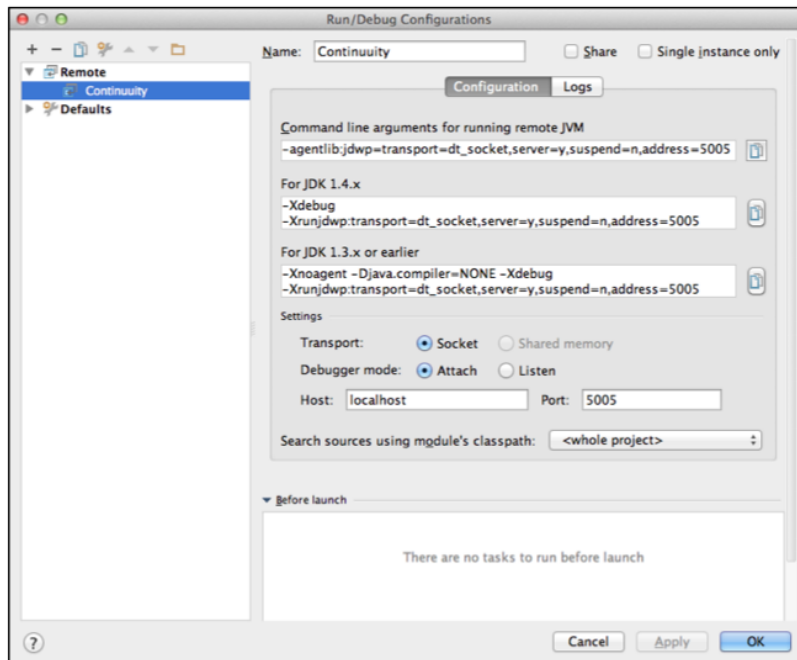 Run/Debug Configurations
Name: Continuuity Share Single instance only
Remote
Continuuity
Defaults
Configuration Logs
Command line arguments for running remote JVM
-agentlib:jdwp=transport=dt_socket,server=y,suspend=n,address=5005
For JDK 1.4.x
-Xdebug
-Xrunjdwp:transport=dt_socket,server=y,suspend=n,address=5005
For JDK 1.3.x or earlier
-Xnoagent -Djava.compiler=NONE -Xdebug
-Xrunjdwp:transport=dt_socket,server=y,suspend=n,address=5005
Settings
Transport: Socket Shared memory
Debugger mode: Attach Listen
Host: localhost Port: 5005
Search sources using module's classpath: <whole project>
Before launch
There are no tasks to run before launch
? Cancel Apply OK